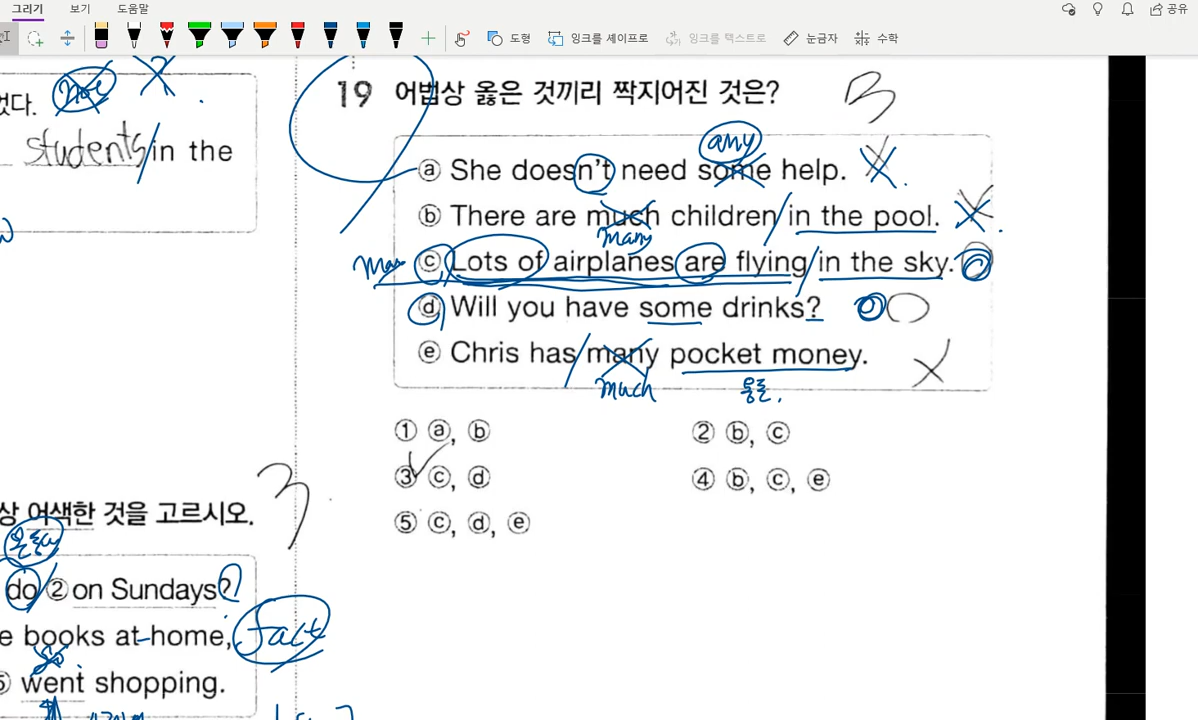 그리기 보기 도움말 공유
도형 잉크를 셰이프로 잉크를 텍스트로 눈금자 수학
었다.
students in the
상 어색한 것을 고르시오.
3
do ② on Sundays?
e books at home, fact
so
⑤ went shopping.
19 어법상 옳은 것끼리 짝지어진 것은? 3
any
ⓐ She doesn't need some help. X
ⓑ There are much children in the pool. X
many
ⓒ Lots of airplanes are flying in the sky.
ⓓ Will you have some drinks?
ⓔ Chris has many pocket money. X
much
① ⓐ, ⓑ ② ⓑ, ⓒ
③ ⓒ, ⓓ ④ ⓑ, ⓒ, ⓔ
⑤ ⓒ, ⓓ, ⓔ